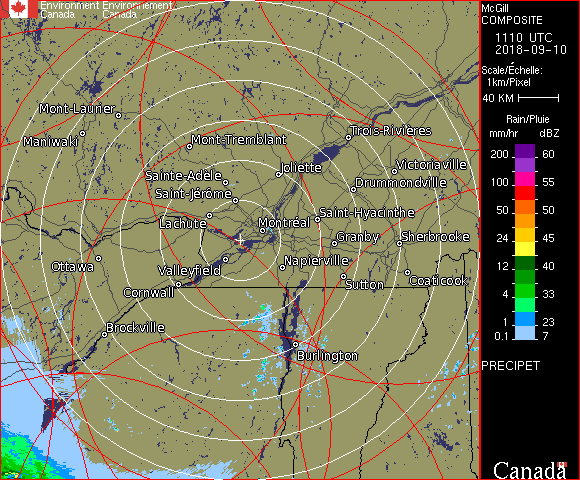 Environment Environnement
Canada Canada
McGill
COMPOSITE
1110 UTC
2018-09-10
Scale/Échelle:
1km/Pixel
40 KM
Rain/Pluie
mm/hr dBZ
200 60
100 55
50 50
24 45
12 40
4 33
1 23
0.1 7
PRECIPET
Mont-Laurier
Maniwaki
Mont-Tremblant
Trois-Rivières
Sainte-Adèle
Joliette
Victoriaville
Saint-Jérôme
Drummondville
Lachute
Montréal
Saint-Hyacinthe
Granby
Sherbrooke
Ottawa
Valleyfield
Napierville
Cornwall
Sutton
Coaticook
Brockville
Burlington
Canada